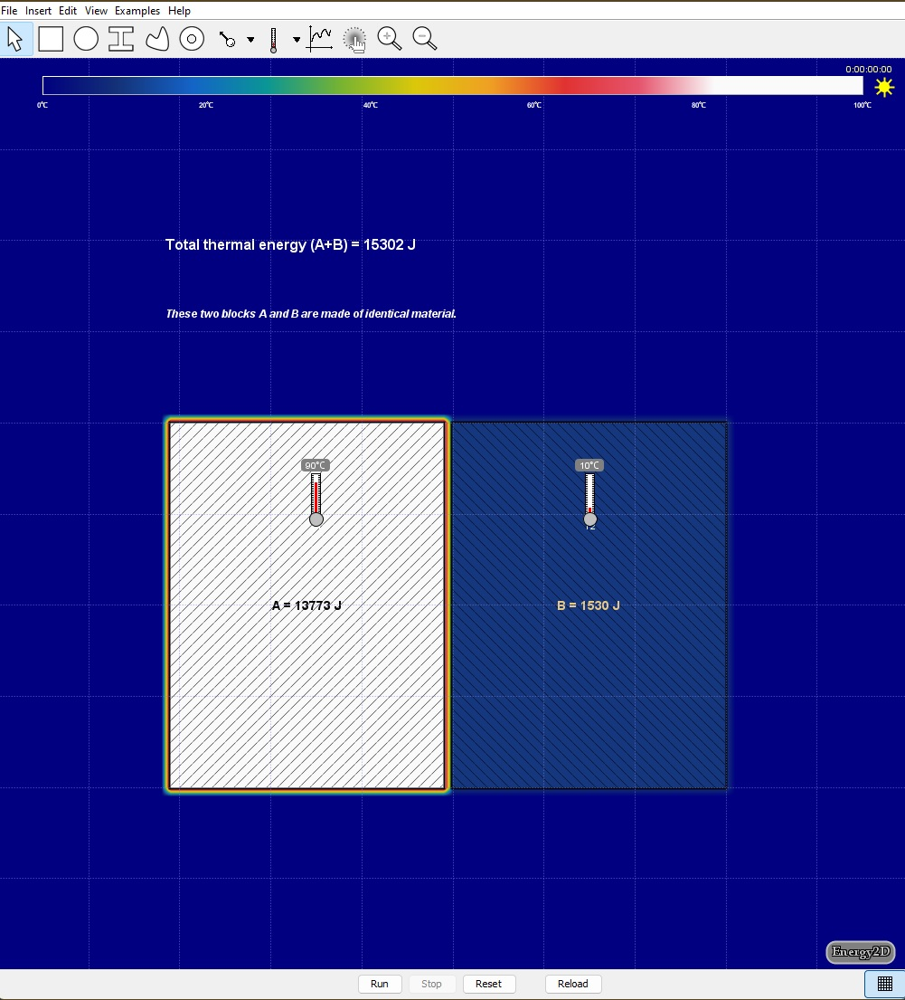 File Insert Edit View Examples Help
0:00:00:00
0°C 20°C 40°C 60°C 80°C 100°C
Total thermal energy (A+B) = 15302 J
These two blocks A and B are made of identical material.
90°C 10°C
A = 13773 J B = 1530 J
Energy2D
Run Stop Reset Reload